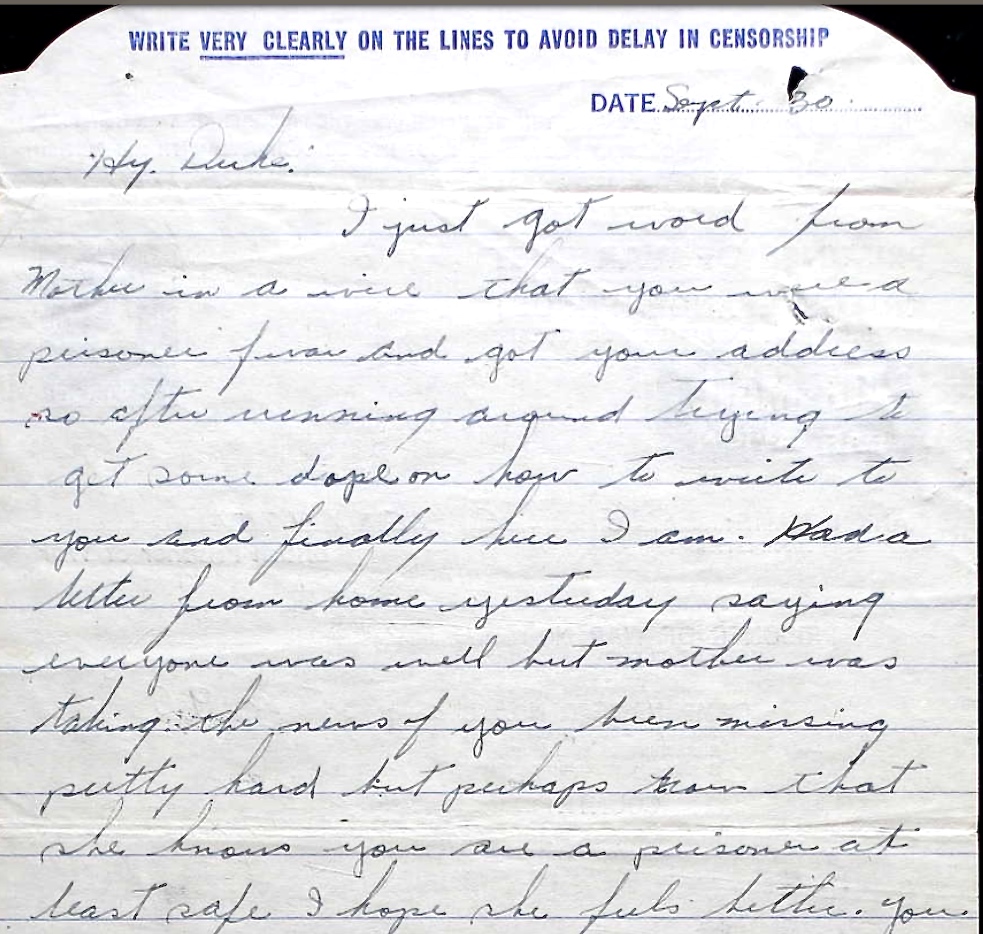 WRITE VERY CLEARLY ON THE LINES TO AVOID DELAY IN CENSORSHIP
DATE Sept. 30.
Hy. Duke.
I just got word from
Mother in a wire that you were a
prisoner of war and got your address
so after running around trying to
get some dope on how to write to
you and finally here I am. Had a
letter from home yesterday saying
everyone was well but mother was
taking the news of you been missing
pretty hard but perhaps now that
she knows you are a prisoner at
least safe I hope she feels better. You